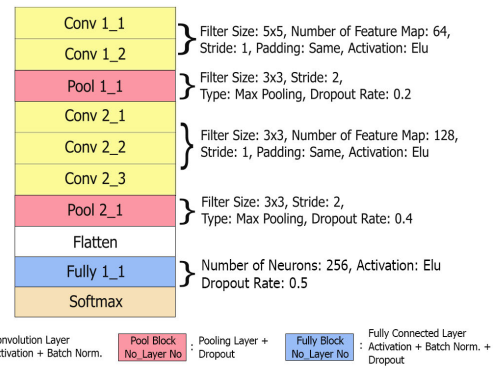 Conv 1_1
Conv 1_2
Filter Size: 5x5, Number of Feature Map: 64,
Stride: 1, Padding: Same, Activation: Elu
Pool 1_1
Filter Size: 3x3, Stride: 2,
Type: Max Pooling, Dropout Rate: 0.2
Conv 2_1
Conv 2_2
Conv 2_3
Filter Size: 3x3, Number of Feature Map: 128,
Stride: 1, Padding: Same, Activation: Elu
Pool 2_1
Filter Size: 3x3, Stride: 2,
Type: Max Pooling, Dropout Rate: 0.4
Flatten
Fully 1_1
Number of Neurons: 256, Activation: Elu
Dropout Rate: 0.5
Softmax
onvolution Layer
ctivation + Batch Norm.
Pool Block
No_Layer No
: Pooling Layer +
Dropout
Fully Block
No_Layer No
: Fully Connected Layer
Activation + Batch Norm. +
Dropout